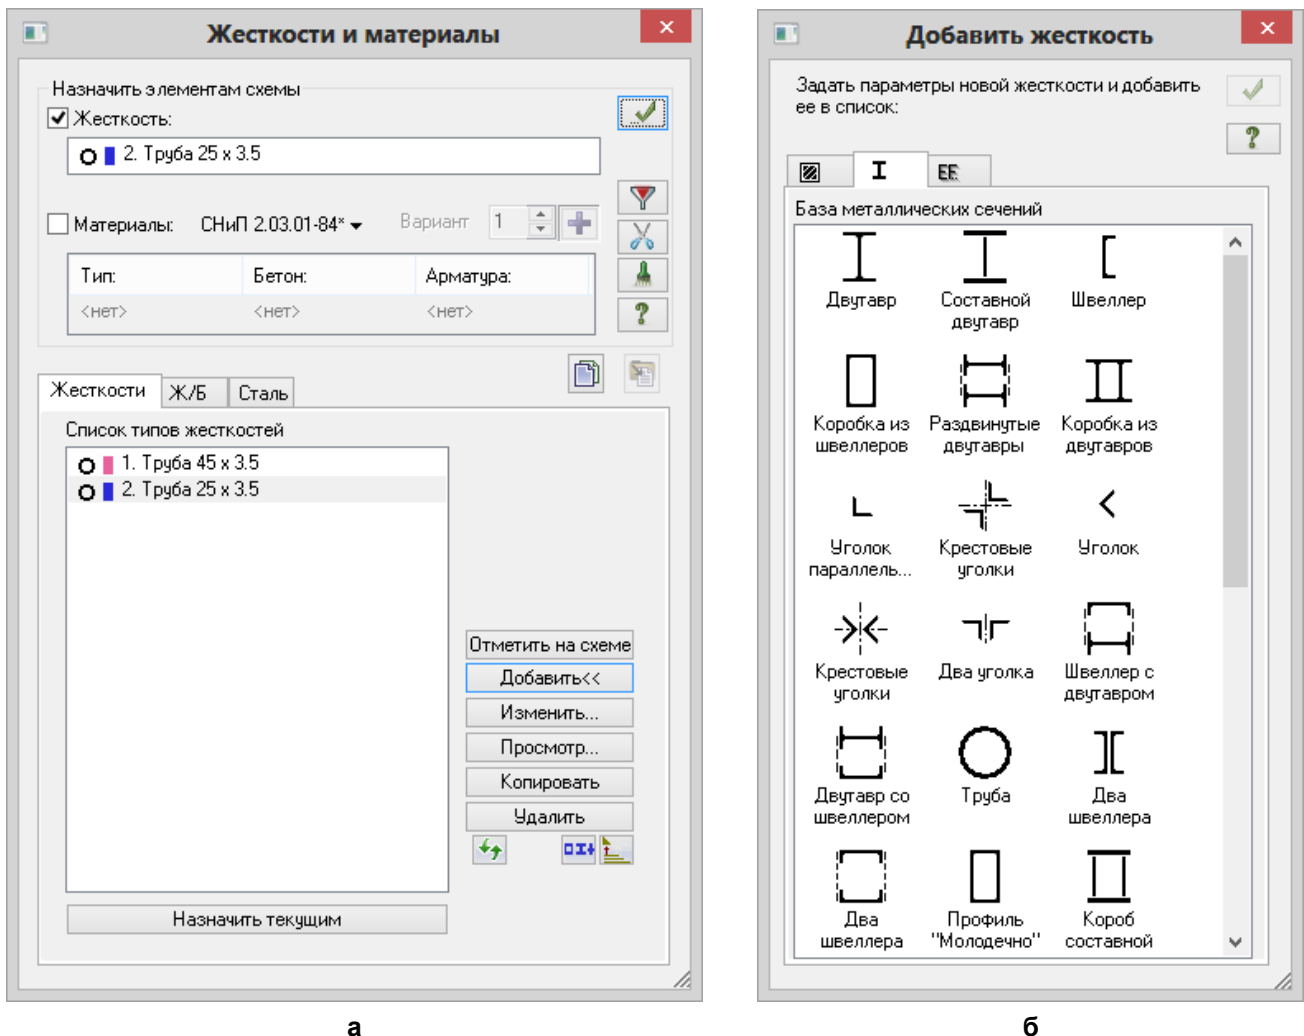 Жесткости и материалы
Назначить элементам схемы
Жесткость:
2. Труба 25 x 3.5
Материалы: СНиП 2.03.01-84* Вариант 1
Тип: Бетон: Арматура:
<нет> <нет> <нет>
Жесткости Ж/Б Сталь
Список типов жесткостей
1. Труба 45 x 3.5
2. Труба 25 x 3.5
Отметить на схеме
Добавить<<
Изменить...
Просмотр...
Копировать
Удалить
Назначить текущим
а
Добавить жесткость
Задать параметры новой жесткости и добавить
ее в список:
База металлических сечений
Двутавр
Составной
двутавр
Швеллер
Коробка из
швеллеров
Раздвинутые
двутавры
Коробка из
двутавров
Уголок
параллель...
Крестовые
уголки
Уголок
Крестовые
уголки
Два уголка
Швеллер с
двутавром
Двутавр со
швеллером
Труба
Два
швеллера
Два
швеллера
Профиль
"Молодечно"
Короб
составной
б